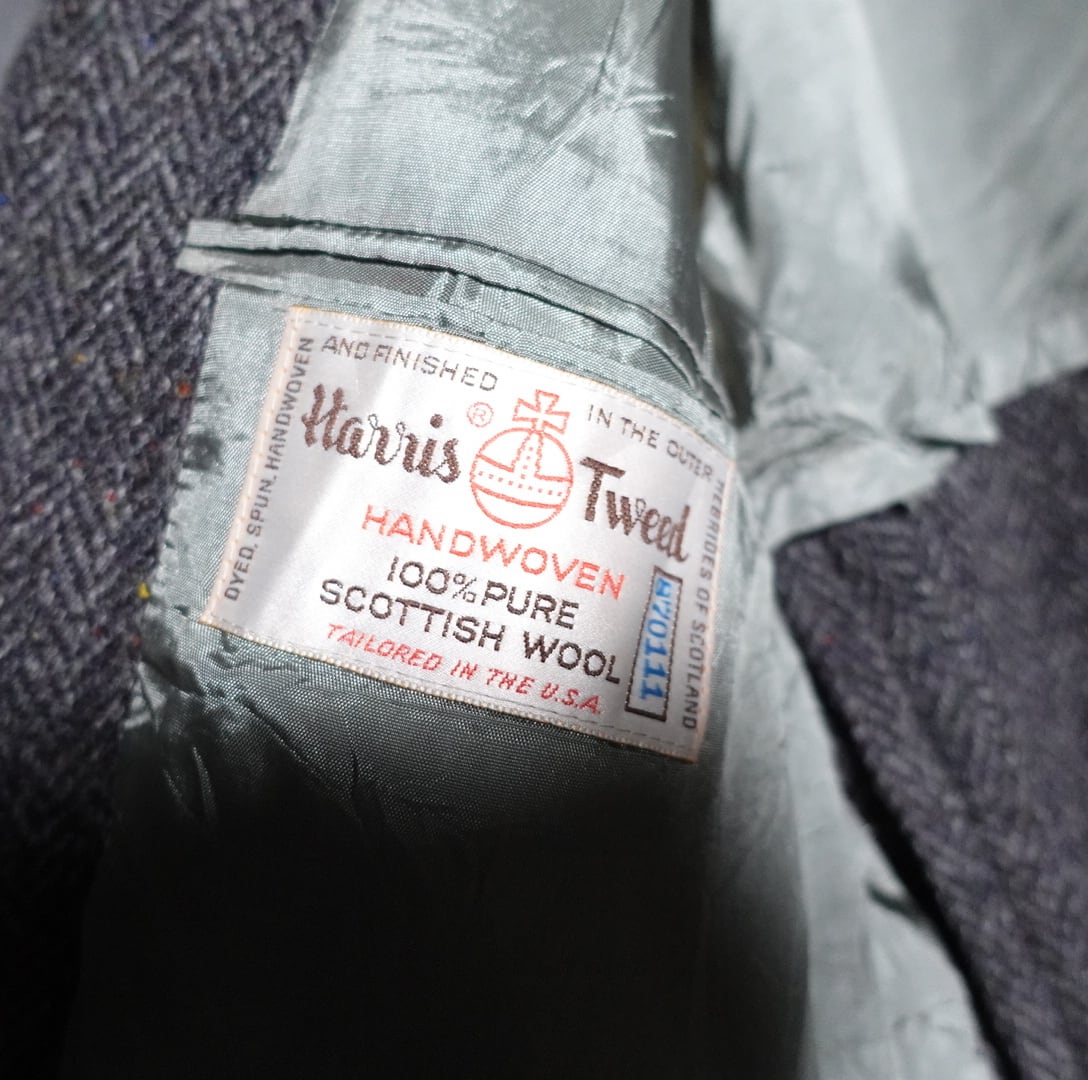 DYED, SPUN, HANDWOVEN
AND FINISHED
IN THE OUTER
HEBRIDES OF SCOTLAND
Harris ® Tweed
HANDWOVEN
100% PURE
SCOTTISH WOOL
TAILORED IN THE U.S.A.